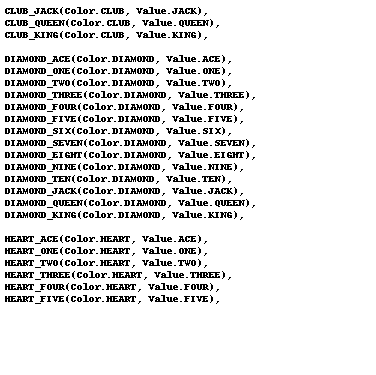 CLUB_JACK(Color.CLUB, Value.JACK),
CLUB_QUEEN(Color.CLUB, Value.QUEEN),
CLUB_KING(Color.CLUB, Value.KING),
DIAMOND_ACE(Color.DIAMOND, Value.ACE),
DIAMOND_ONE(Color.DIAMOND, Value.ONE),
DIAMOND_TWO(Color.DIAMOND, Value.TWO),
DIAMOND_THREE(Color.DIAMOND, Value.THREE),
DIAMOND_FOUR(Color.DIAMOND, Value.FOUR),
DIAMOND_FIVE(Color.DIAMOND, Value.FIVE),
DIAMOND_SIX(Color.DIAMOND, Value.SIX),
DIAMOND_SEVEN(Color.DIAMOND, Value.SEVEN),
DIAMOND_EIGHT(Color.DIAMOND, Value.EIGHT),
DIAMOND_NINE(Color.DIAMOND, Value.NINE),
DIAMOND_TEN(Color.DIAMOND, Value.TEN),
DIAMOND_JACK(Color.DIAMOND, Value.JACK),
DIAMOND_QUEEN(Color.DIAMOND, Value.QUEEN),
DIAMOND_KING(Color.DIAMOND, Value.KING),
HEART_ACE(Color.HEART, Value.ACE),
HEART_ONE(Color.HEART, Value.ONE),
HEART_TWO(Color.HEART, Value.TWO),
HEART_THREE(Color.HEART, Value.THREE),
HEART_FOUR(Color.HEART, Value.FOUR),
HEART_FIVE(Color.HEART, Value.FIVE),